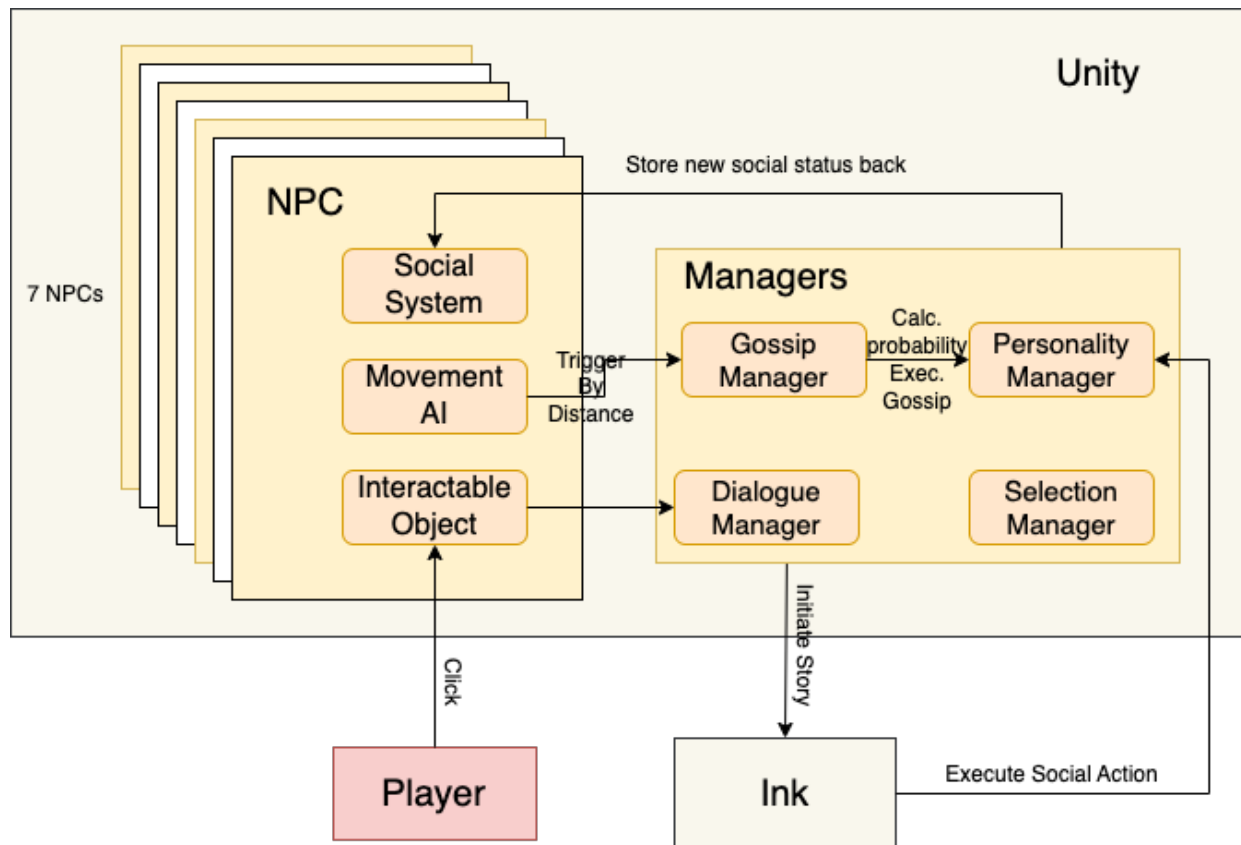 Unity
Store new social status back
NPC
Social
System
7 NPCs
Managers
Movement
AI
Trigger
By
Distance
Gossip
Manager
Calc.
probability
Exec.
Gossip
Personality
Manager
Interactable
Object
Dialogue
Manager
Selection
Manager
Click
Initiate Story
Player
Ink
Execute Social Action